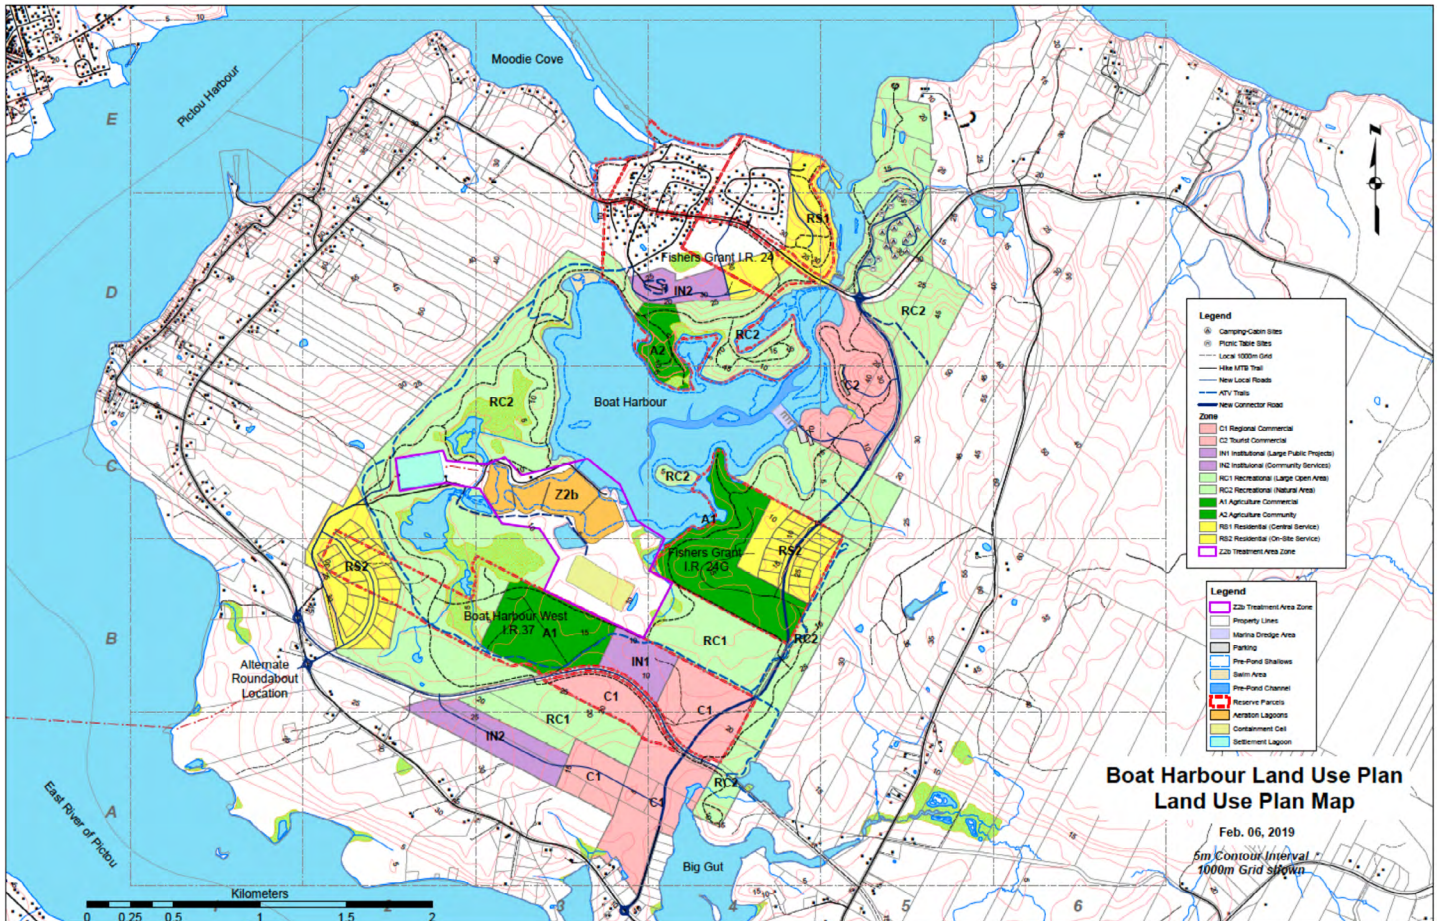 Moodie Cove
Pictou Harbour
E
RS1
Fishers Grant I.R. 24
IN2
D
RC2
RC2
A2
C2
Boat Harbour
RC2
C
RC2
Z2b
A1
Fishers Grant
I.R. 24G
RS2
RS2
Boat Harbour West
I.R.37
A1
B
RC1
RC2
IN1
Alternate
Roundabout
Location
C1
C1
RC1
IN2
C1
RC2
C1
A
East River of Pictou
Big Gut
Kilometers
0 0.25 0.5 1 1.5 2
1
2
3
4
5
6
Legend
Camping-Cabin Sites
Picnic Table Sites
Local 1000m Grid
Hike MTB Trail
New Local Roads
ATV Trails
New Connector Road
Zone
C1 Regional Commercial
C2 Tourist Commercial
IN1 Institutional (Large Public Projects)
IN2 Institutional (Community Services)
RC1 Recreational (Large Open Area)
RC2 Recreational (Natural Area)
A1 Agriculture Commercial
A2 Agriculture Community
RS1 Residential (Central Service)
RS2 Residential (On-Site Service)
Z2b Treatment Area Zone
Legend
Z2b Treatment Area Zone
Property Lines
Marina Dredge Area
Parking
Pre-Pond Shallows
Swim Area
Pre-Pond Channel
Reserve Parcels
Aeration Lagoons
Containment Cell
Settlement Lagoon
Boat Harbour Land Use Plan
Land Use Plan Map
Feb. 06, 2019
5m Contour Interval
1000m Grid shown